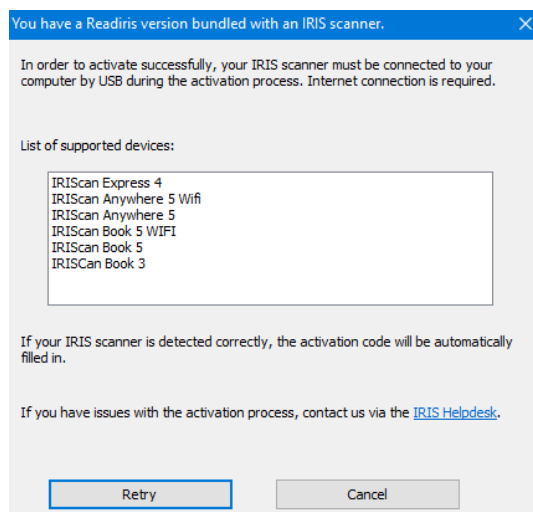 You have a Readiris version bundled with an IRIS scanner.
In order to activate successfully, your IRIS scanner must be connected to your
computer by USB during the activation process. Internet connection is required.
List of supported devices:
IRIScan Express 4
IRIScan Anywhere 5 Wifi
IRIScan Anywhere 5
IRIScan Book 5 WIFI
IRIScan Book 5
IRISCan Book 3
If your IRIS scanner is detected correctly, the activation code will be automatically
filled in.
If you have issues with the activation process, contact us via the IRIS Helpdesk.
Retry Cancel